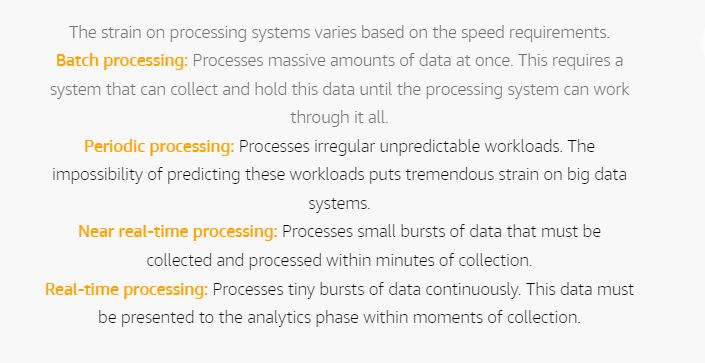 The strain on processing systems varies based on the speed requirements.
Batch processing: Processes massive amounts of data at once. This requires a
system that can collect and hold this data until the processing system can work
through it all.
Periodic processing: Processes irregular unpredictable workloads. The
impossibility of predicting these workloads puts tremendous strain on big data
systems.
Near real-time processing: Processes small bursts of data that must be
collected and processed within minutes of collection.
Real-time processing: Processes tiny bursts of data continuously. This data must
be presented to the analytics phase within moments of collection.